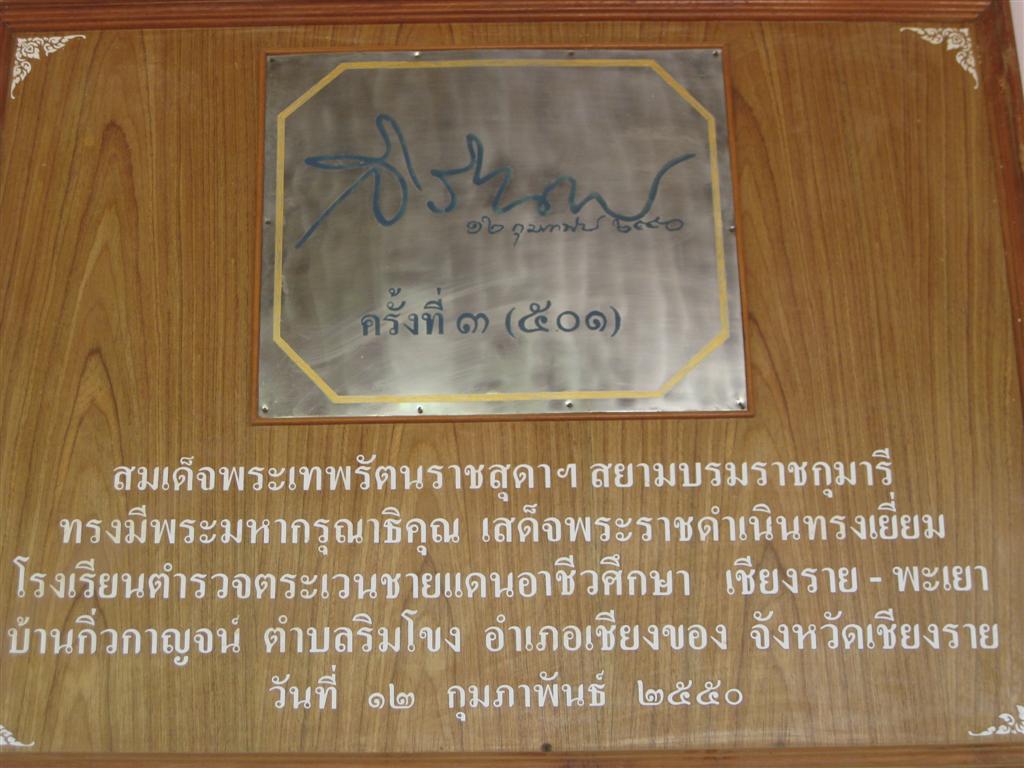 สิรินธร
๑๒ กุมภาพันธ์ ๒๕๕๐
ครั้งที่ ๓ (๕๐๑)
สมเด็จพระเทพรัตนราชสุดาฯ สยามบรมราชกุมารี
ทรงมีพระมหากรุณาธิคุณ เสด็จพระราชดำเนินทรงเยี่ยม
โรงเรียนตำรวจตระเวนชายแดนอาชีวศึกษา เชียงราย - พะเยา
บ้านกิ่วกาญจน์ ตำบลริมโขง อำเภอเชียงของ จังหวัดเชียงราย
วันที่ ๑๒ กุมภาพันธ์ ๒๕๕๐